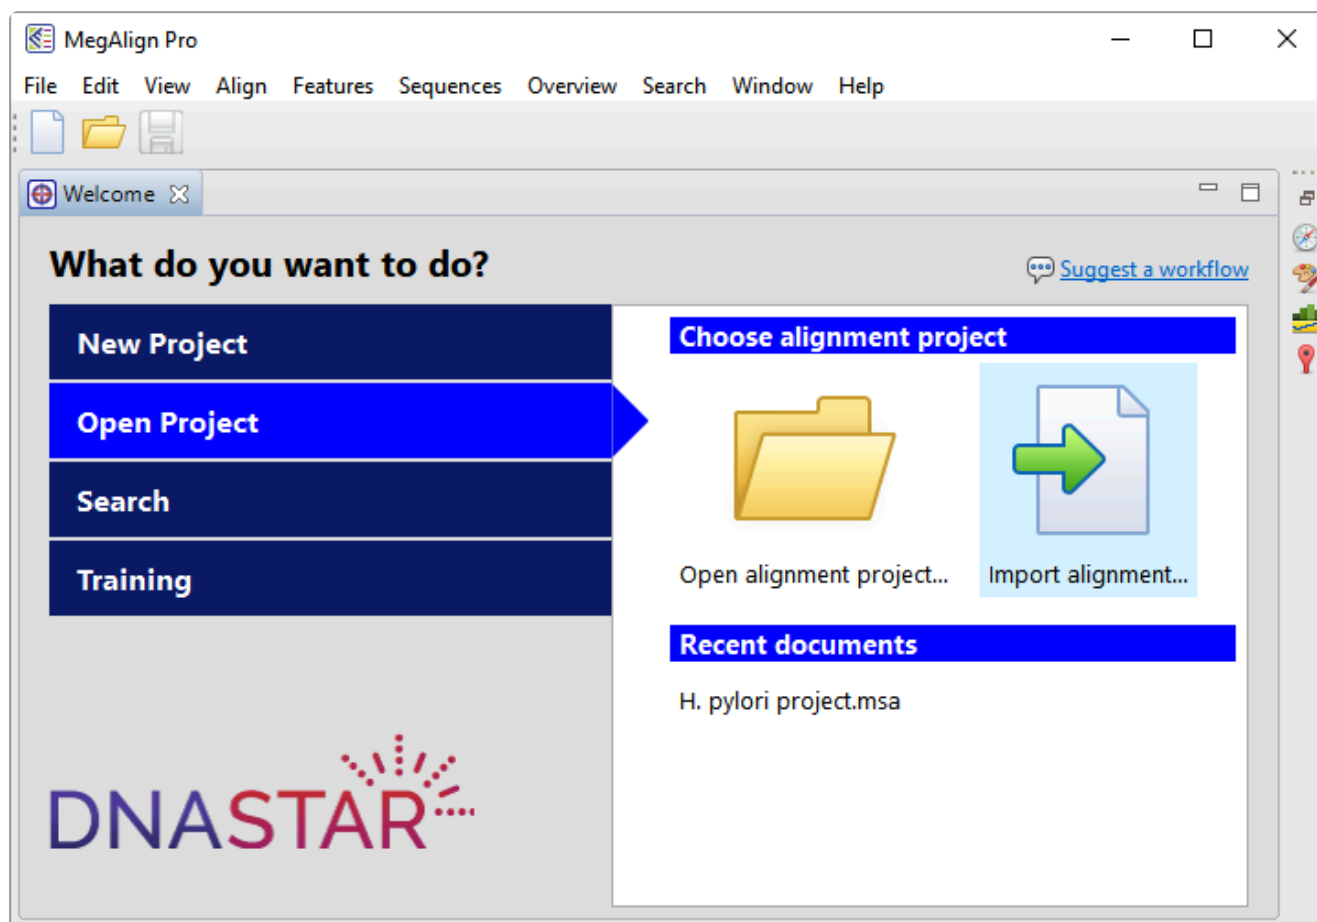 MegAlign Pro
File Edit View Align Features Sequences Overview Search Window Help
Welcome
What do you want to do?
Suggest a workflow
New Project
Open Project
Search
Training
Choose alignment project
Open alignment project... Import alignment...
Recent documents
H. pylori project.msa
DNASTAR